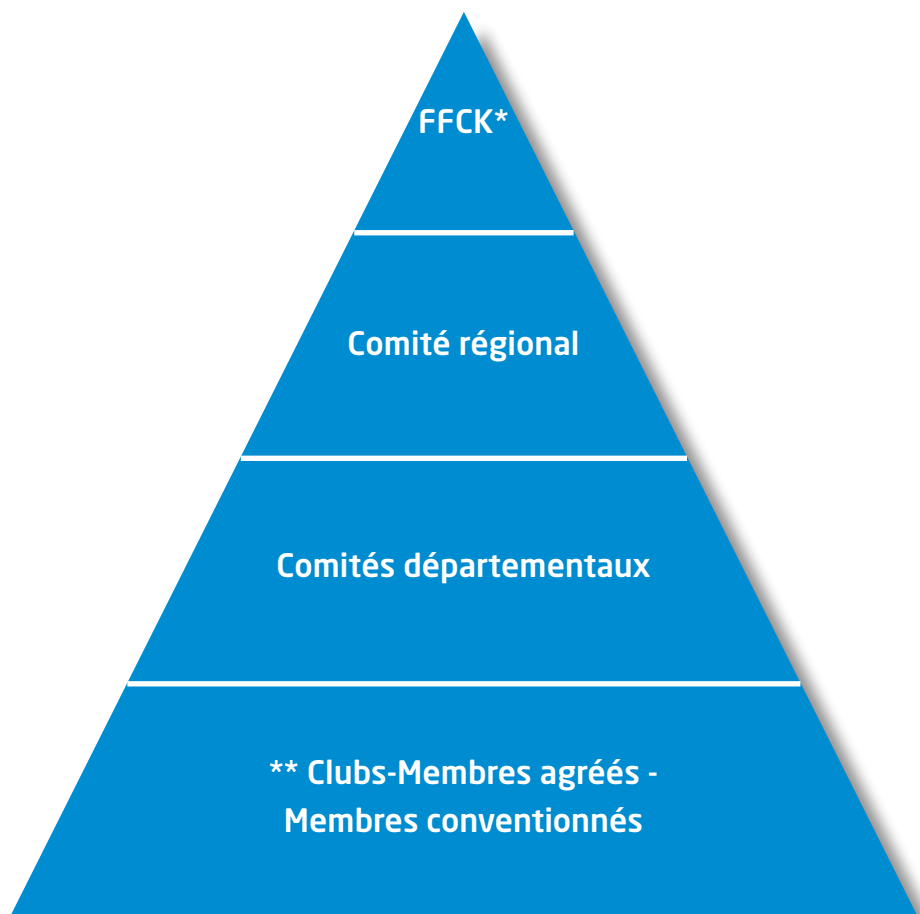 FFCK*
Comité régional
Comités départementaux
** Clubs-Membres agréés -
Membres conventionnés